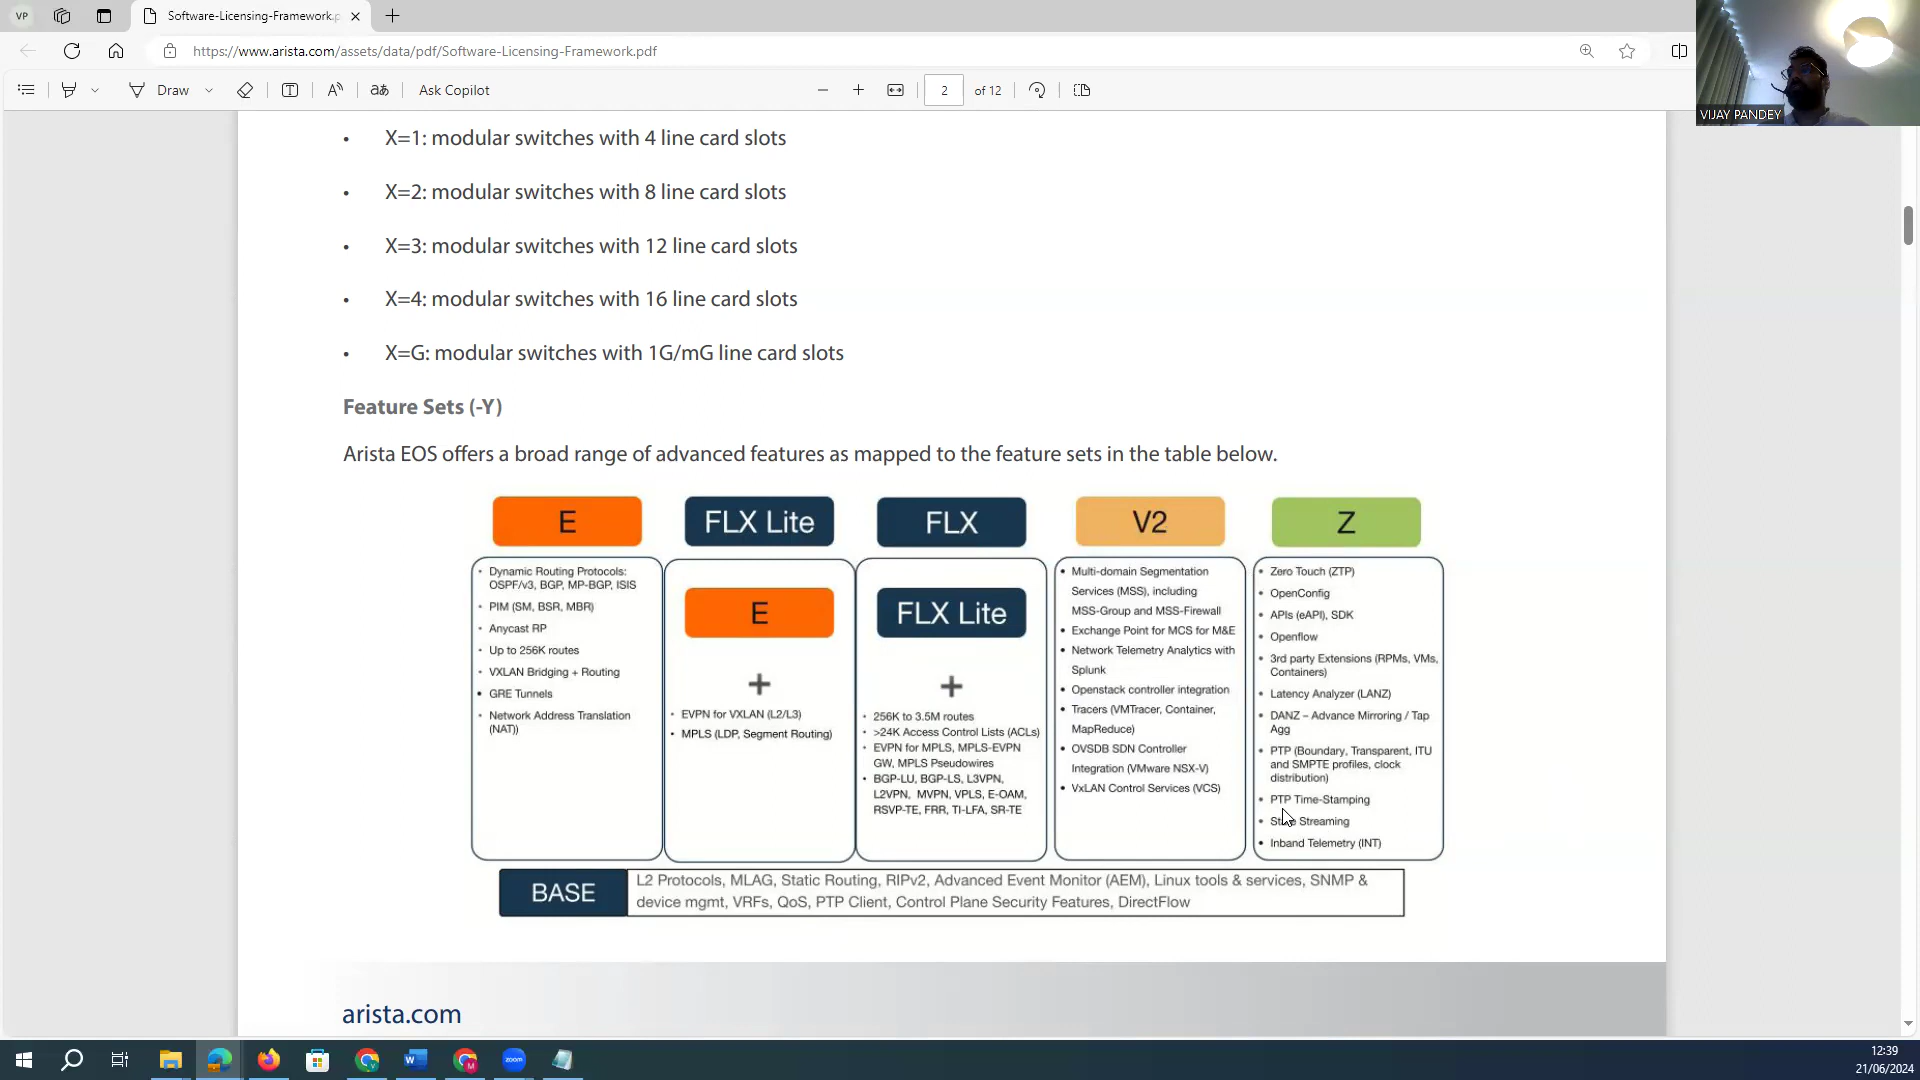 VP
Software-Licensing-Framework.p
https://www.arista.com/assets/data/pdf/Software-Licensing-Framework.pdf
Draw
T
A
aあ
Ask Copilot
2
of 12
VIJAY PANDEY
• X=1: modular switches with 4 line card slots
• X=2: modular switches with 8 line card slots
• X=3: modular switches with 12 line card slots
• X=4: modular switches with 16 line card slots
• X=G: modular switches with 1G/mG line card slots
Feature Sets (-Y)
Arista EOS offers a broad range of advanced features as mapped to the feature sets in the table below.
E
• Dynamic Routing Protocols:
OSPF/v3, BGP, MP-BGP, ISIS
• PIM (SM, BSR, MBR)
• Anycast RP
• Up to 256K routes
• VXLAN Bridging + Routing
• GRE Tunnels
• Network Address Translation
(NAT))
FLX Lite
E
+
• EVPN for VXLAN (L2/L3)
• MPLS (LDP, Segment Routing)
FLX
FLX Lite
+
• 256K to 3.5M routes
• >24K Access Control Lists (ACLs)
• EVPN for MPLS, MPLS-EVPN
GW, MPLS Pseudowires
• BGP-LU, BGP-LS, L3VPN,
L2VPN, MVPN, VPLS, E-OAM,
RSVP-TE, FRR, TI-LFA, SR-TE
V2
• Multi-domain Segmentation
Services (MSS), including
MSS-Group and MSS-Firewall
• Exchange Point for MCS for M&E
• Network Telemetry Analytics with
Splunk
• Openstack controller integration
• Tracers (VMTracer, Container,
MapReduce)
• OVSDB SDN Controller
Integration (VMware NSX-V)
• VxLAN Control Services (VCS)
Z
• Zero Touch (ZTP)
• OpenConfig
• APIs (eAPI), SDK
• Openflow
• 3rd party Extensions (RPMs, VMs,
Containers)
• Latency Analyzer (LANZ)
• DANZ – Advance Mirroring / Tap
Agg
• PTP (Boundary, Transparent, ITU
and SMPTE profiles, clock
distribution)
• PTP Time-Stamping
• State Streaming
• Inband Telemetry (INT)
BASE
L2 Protocols, MLAG, Static Routing, RIPv2, Advanced Event Monitor (AEM), Linux tools & services, SNMP &
device mgmt, VRFs, QoS, PTP Client, Control Plane Security Features, DirectFlow
arista.com
zoom
12:39
21/06/2024